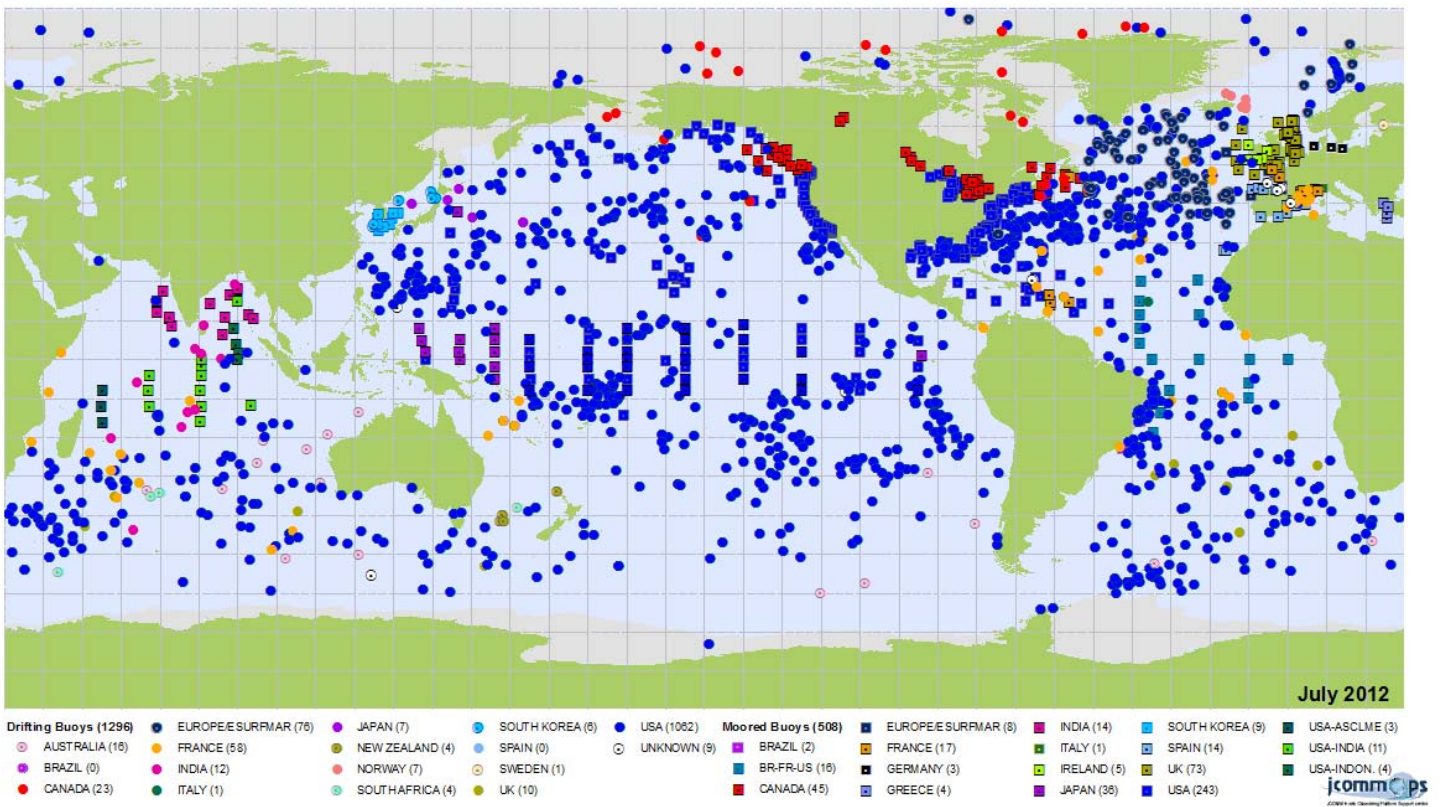 July 2012
Drifting Buoys (1296)
AUSTRALIA (16)
BRAZIL (0)
CANADA (23)
EUROPE/ESURFMAR (76)
FRANCE (58)
INDIA (12)
ITALY (1)
JAPAN (7)
NEW ZEALAND (4)
NORWAY (7)
SOUTH AFRICA (4)
SOUTH KOREA (6)
SPAIN (0)
SWEDEN (1)
UK (10)
USA (1062)
UNKNOWN (9)
Moored Buoys (508)
BRAZIL (2)
BR-FR-US (16)
CANADA (45)
EUROPE/ESURFMAR (8)
FRANCE (17)
GERMANY (3)
GREECE (4)
INDIA (14)
ITALY (1)
IRELAND (5)
JAPAN (36)
SOUTH KOREA (9)
SPAIN (14)
UK (73)
USA (243)
USA-ASCLME (3)
USA-INDIA (11)
USA-INDON. (4)
jcommops